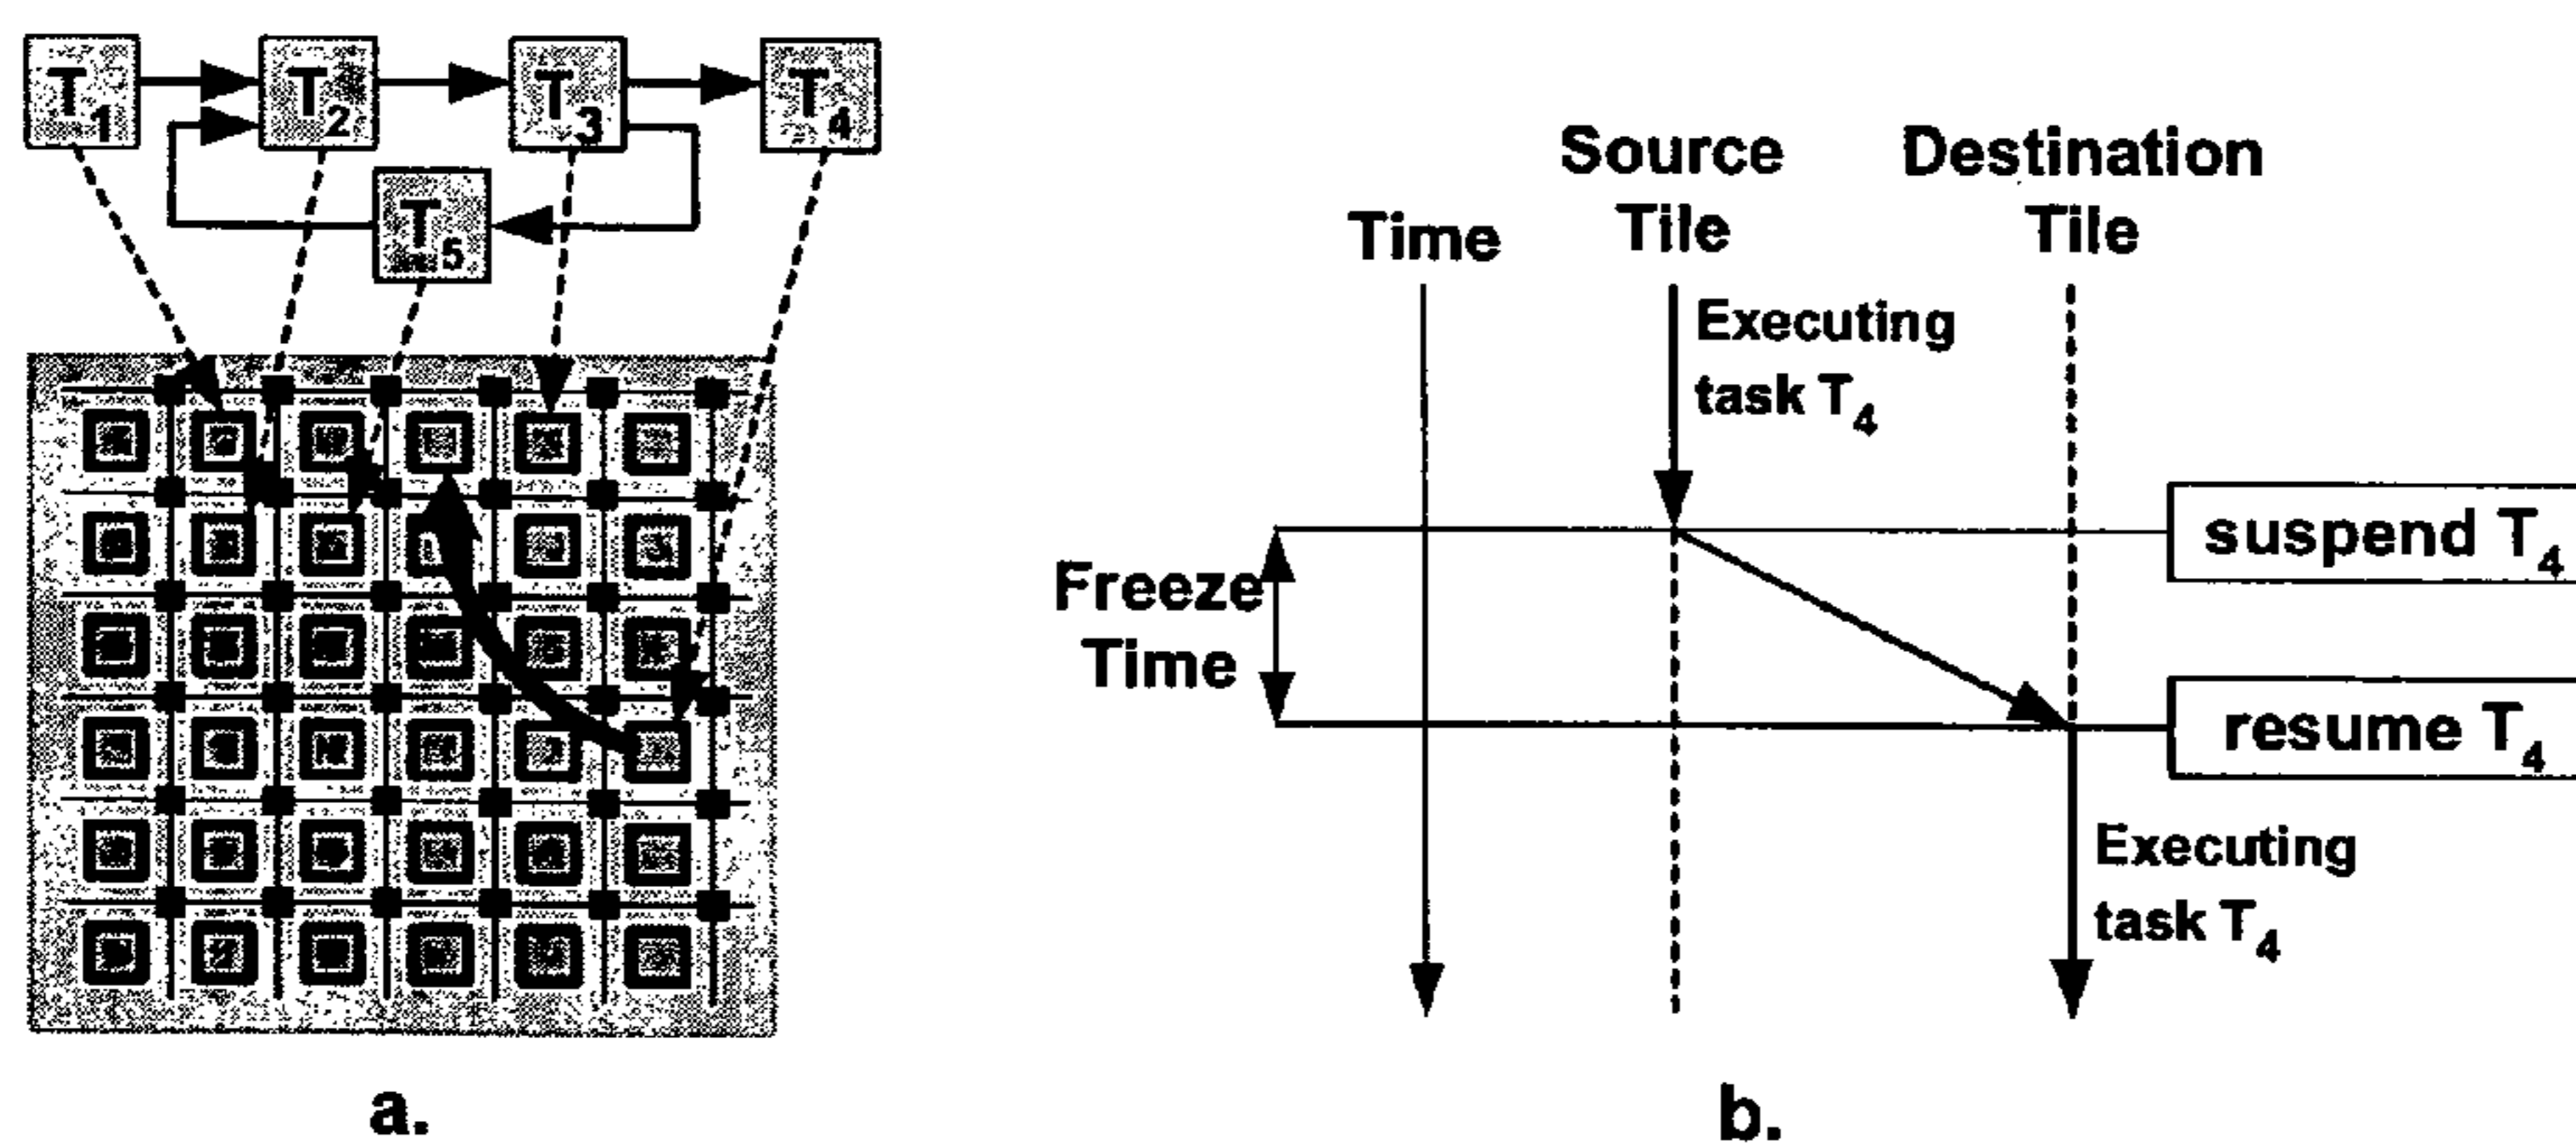 T1 T2 T3 T4
T5
a.
Source Destination
Time Tile Tile
Executing
task T4
suspend T4
Freeze
Time
resume T4
Executing
task T4
b.